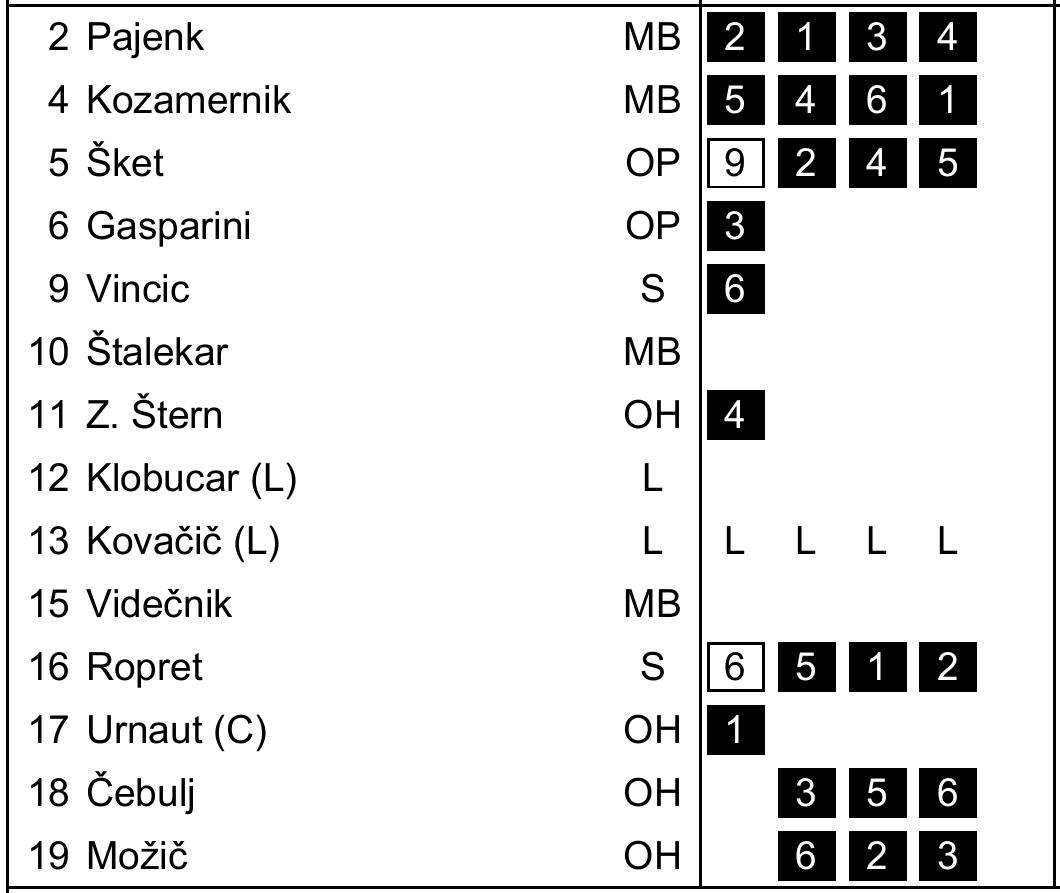 2 Pajenk MB 2 1 3 4
4 Kozamernik MB 5 4 6 1
5 Šket OP 9 2 4 5
6 Gasparini OP 3
9 Vincic S 6
10 Štalekar MB
11 Z. Štern OH 4
12 Klobucar (L) L
13 Kovačič (L) L L L L L
15 Videčnik MB
16 Ropret S 6 5 1 2
17 Urnaut (C) OH 1
18 Čebulj OH 3 5 6
19 Možič OH 6 2 3